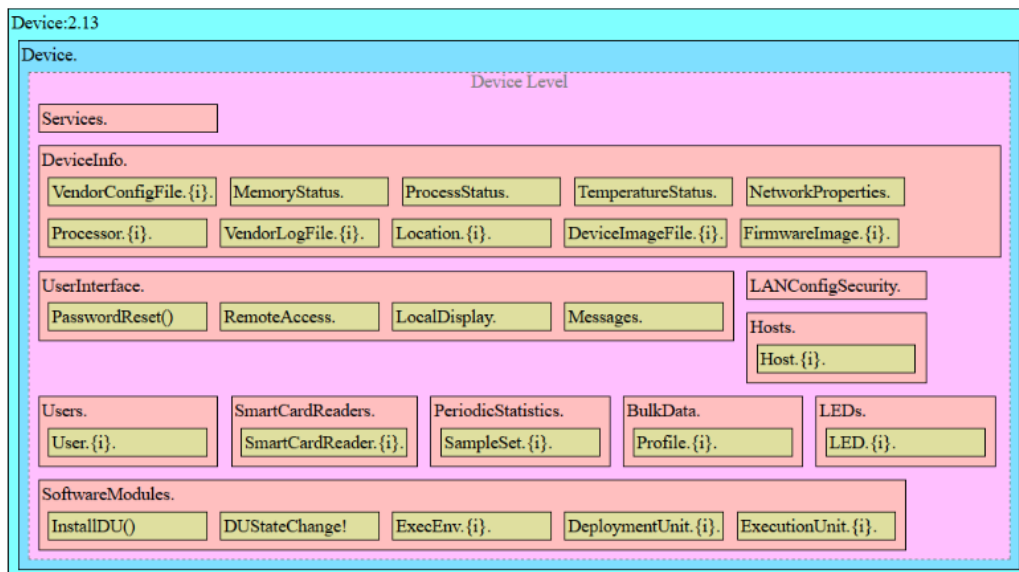 Device:2.13
Device.
Device Level
Services.
DeviceInfo.
VendorConfigFile.{i}. MemoryStatus. ProcessStatus. TemperatureStatus. NetworkProperties.
Processor.{i}. VendorLogFile.{i}. Location.{i}. DeviceImageFile.{i}. FirmwareImage.{i}.
UserInterface.
PasswordReset() RemoteAccess. LocalDisplay. Messages.
LANConfigSecurity.
Hosts.
Host.{i}.
Users. SmartCardReaders. PeriodicStatistics. BulkData. LEDs.
User.{i}. SmartCardReader.{i}. SampleSet.{i}. Profile.{i}. LED.{i}.
SoftwareModules.
InstallDU() DUStateChange! ExecEnv.{i}. DeploymentUnit.{i}. ExecutionUnit.{i}.